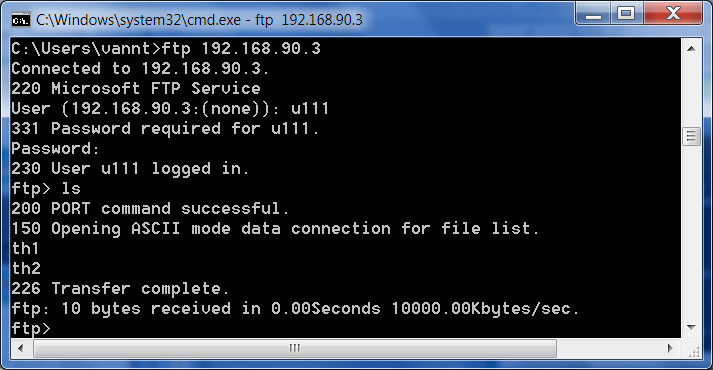 C:\Windows\system32\cmd.exe - ftp  192.168.90.3
C:\Users\vannt>ftp 192.168.90.3
Connected to 192.168.90.3.
220 Microsoft FTP Service
User (192.168.90.3:(none)): u111
331 Password required for u111.
Password:
230 User u111 logged in.
ftp> ls
200 PORT command successful.
150 Opening ASCII mode data connection for file list.
th1
th2
226 Transfer complete.
ftp: 10 bytes received in 0.00Seconds 10000.00Kbytes/sec.
ftp>